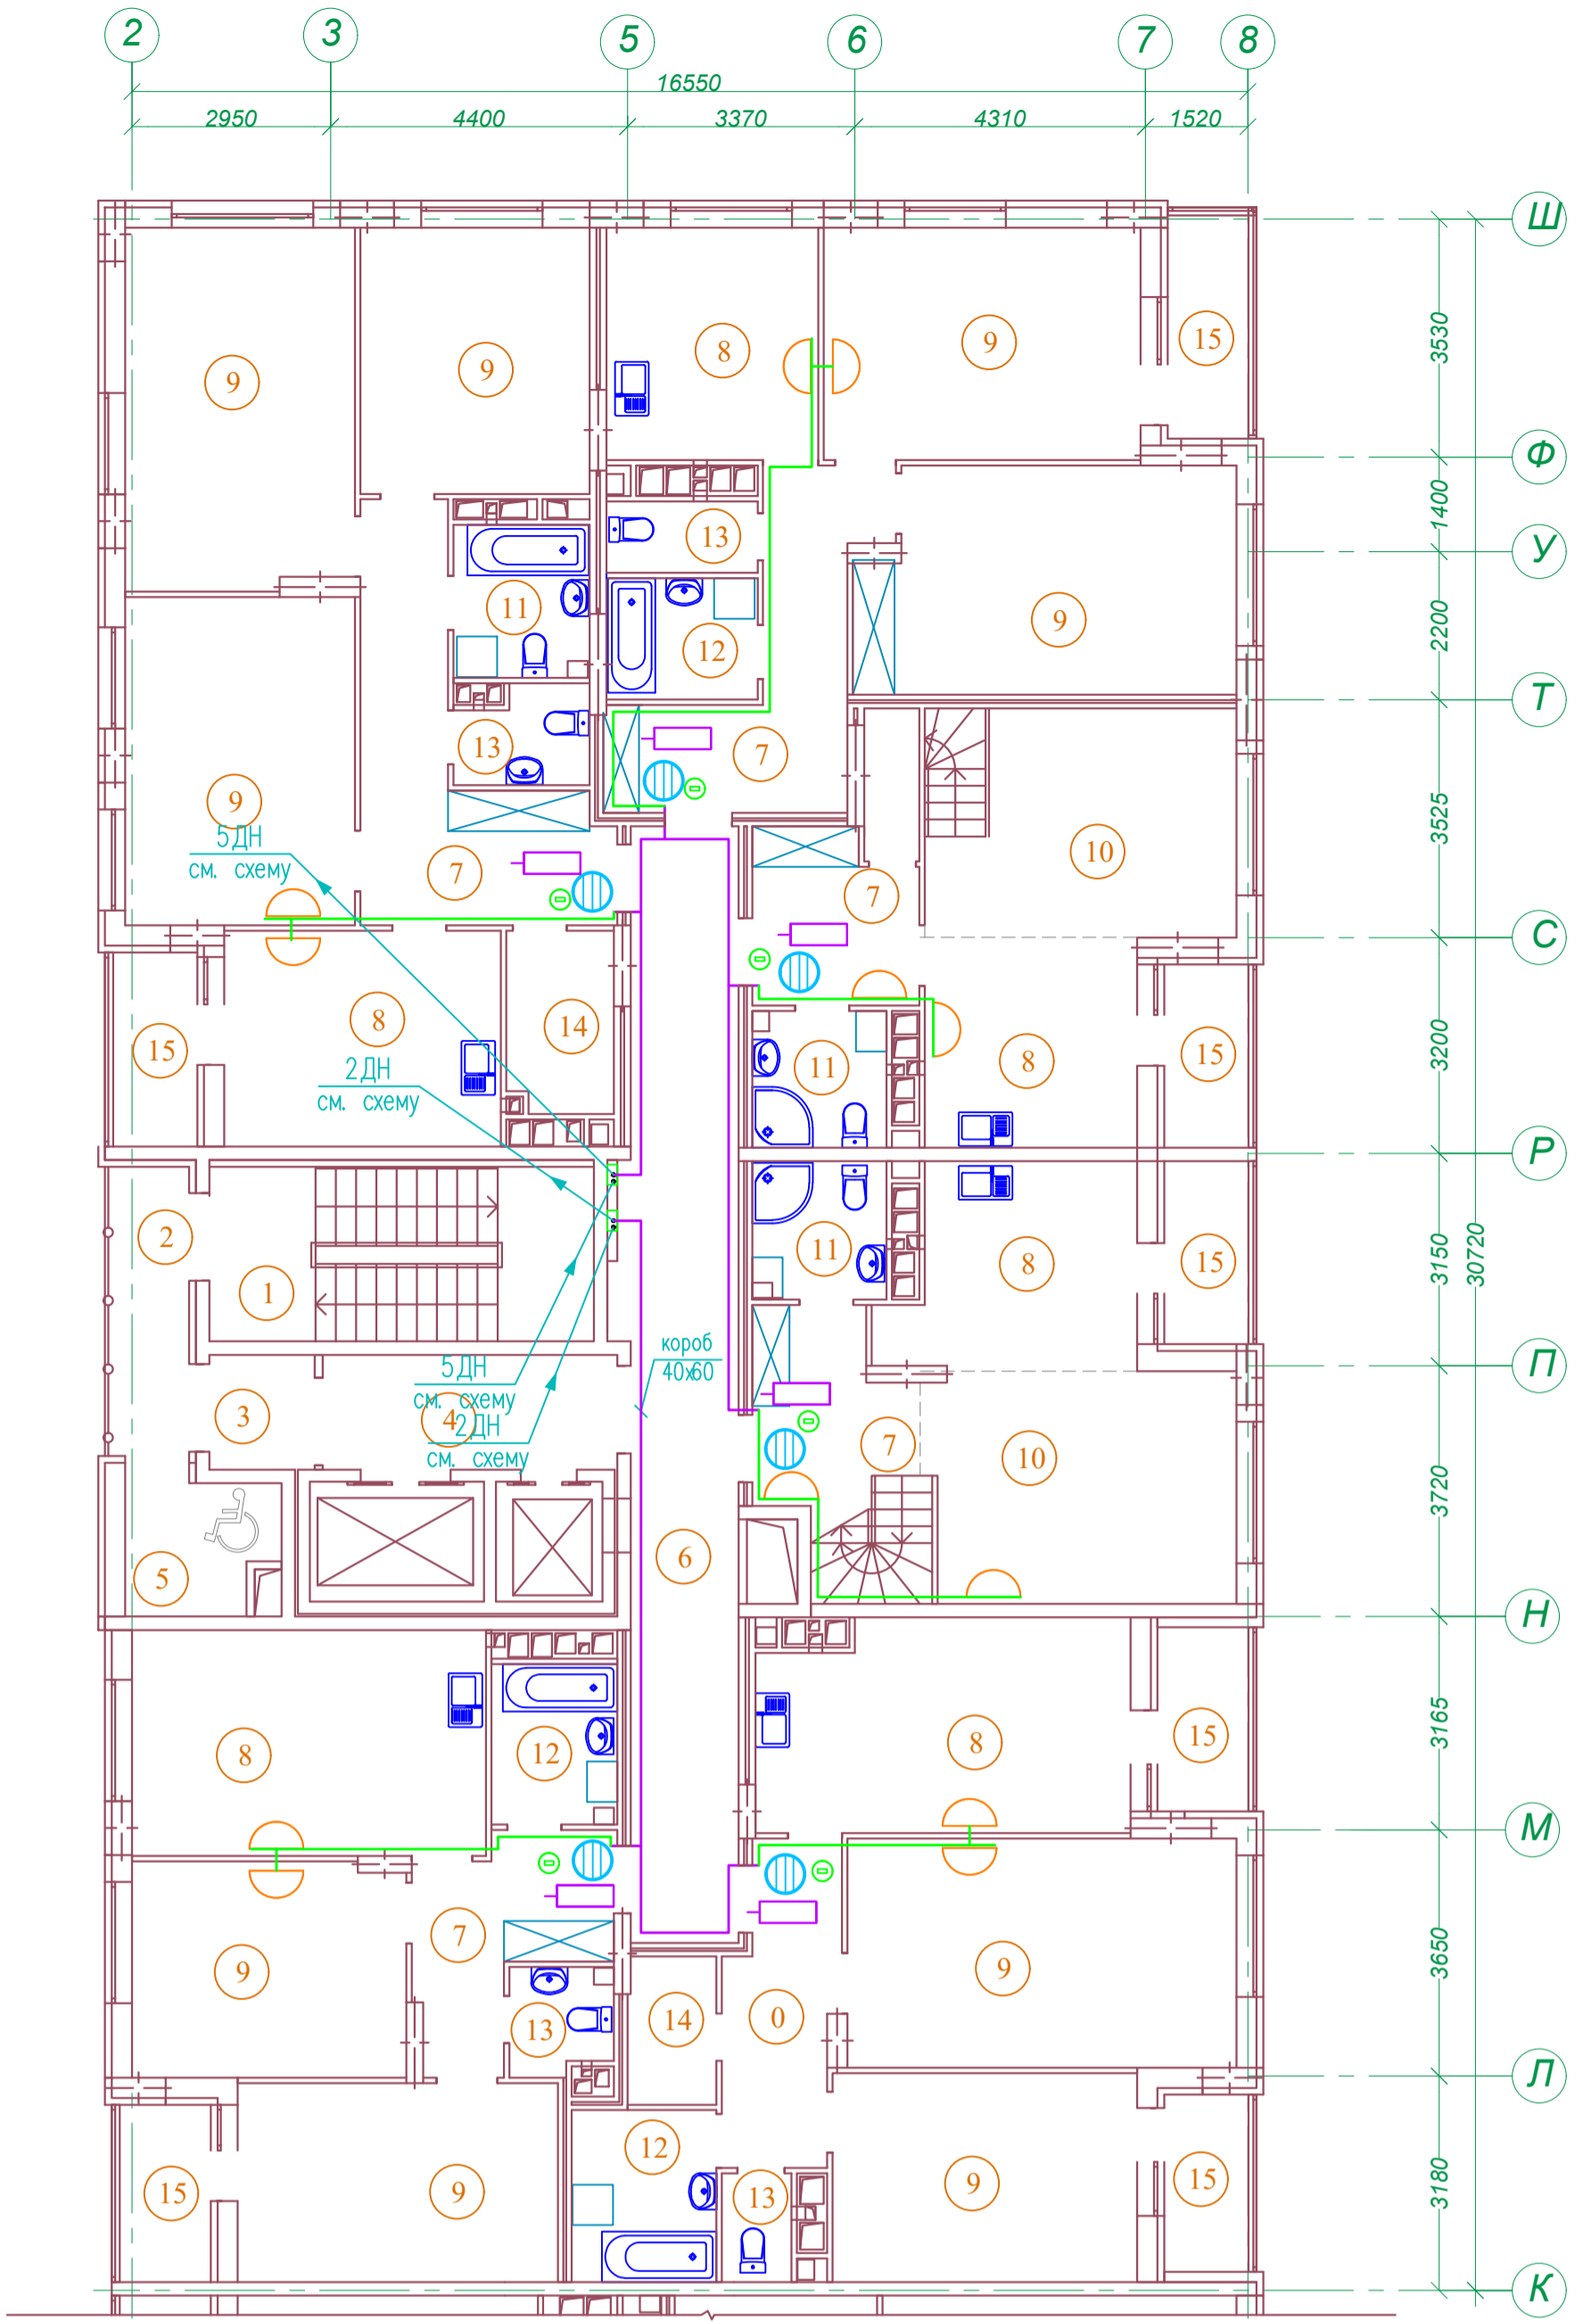 2 3 5 6 7 8
16550
2950 4400 3370 4310 1520
Ш
3530
15
9
8
9
9
Ф
1400
13
У
11
9
2200
12
Т
13
7
9
3525
5ДН
см. схему
10
7
7
С
14
8
15
15
8
3200
11
2ДН
см. схему
Р
2
11
8
15
3150
30720
1
короб
40х60
П
5ДН
см. схему
3
4
2ДН
см. схему
7
10
3720
6
5
Н
3165
15
8
12
8
М
7
3650
9
9
14
0
13
Л
12
15
9
13
9
15
3180
К